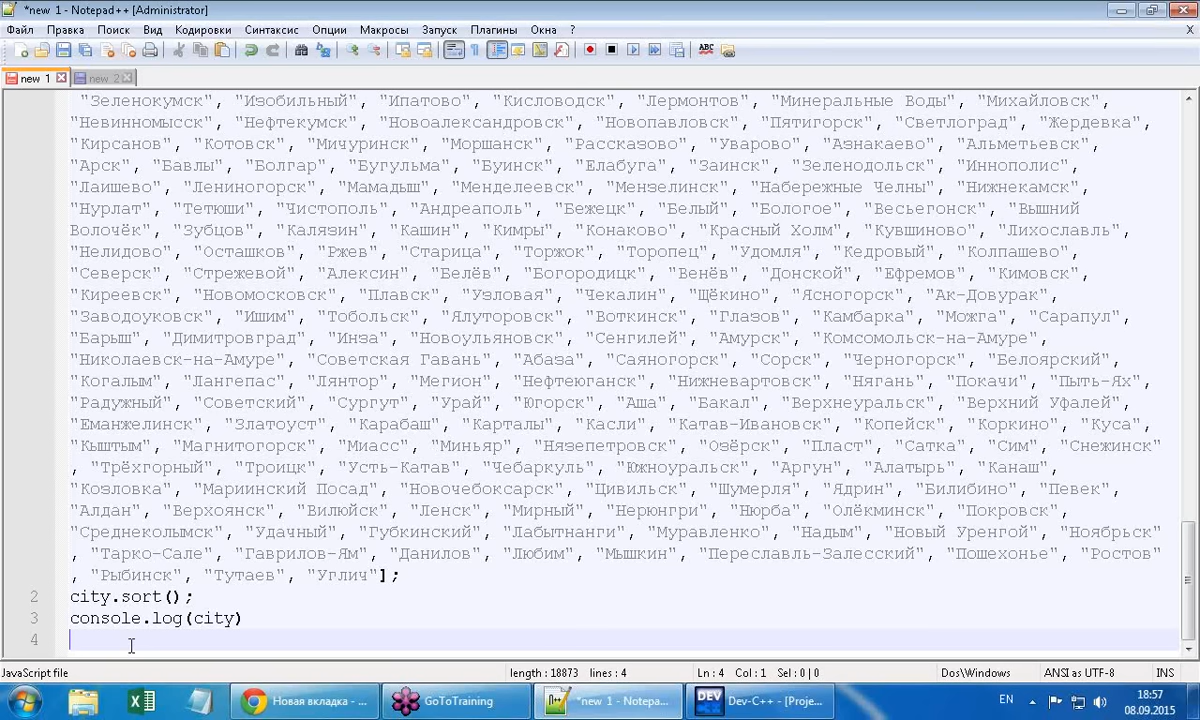 *new 1 - Notepad++ [Administrator]
Файл Правка Поиск Вид Кодировки Синтаксис Опции Макросы Запуск Плагины Окна ? X
new 1 new 2
"Зеленокумск", "Изобильный", "Ипатово", "Кисловодск", "Лермонтов", "Минеральные Воды", "Михайловск",
"Невинномысск", "Нефтекумск", "Новоалександровск", "Новопавловск", "Пятигорск", "Светлоград", "Жердевка",
"Кирсанов", "Котовск", "Мичуринск", "Моршанск", "Рассказово", "Уварово", "Азнакаево", "Альметьевск",
"Арск", "Бавлы", "Болгар", "Бугульма", "Буинск", "Елабуга", "Заинск", "Зеленодольск", "Иннополис",
"Лаишево", "Лениногорск", "Мамадыш", "Менделеевск", "Мензелинск", "Набережные Челны", "Нижнекамск",
"Нурлат", "Тетюши", "Чистополь", "Андреаполь", "Бежецк", "Белый", "Бологое", "Весьегонск", "Вышний
Волочёк", "Зубцов", "Калязин", "Кашин", "Кимры", "Конаково", "Красный Холм", "Кувшиново", "Лихославль",
"Нелидово", "Осташков", "Ржев", "Старица", "Торжок", "Торопец", "Удомля", "Кедровый", "Колпашево",
"Северск", "Стрежевой", "Алексин", "Белёв", "Богородицк", "Венёв", "Донской", "Ефремов", "Кимовск",
"Киреевск", "Новомосковск", "Плавск", "Узловая", "Чекалин", "Щёкино", "Ясногорск", "Ак-Довурак",
"Заводоуковск", "Ишим", "Тобольск", "Ялуторовск", "Воткинск", "Глазов", "Камбарка", "Можга", "Сарапул",
"Барыш", "Димитровград", "Инза", "Новоульяновск", "Сенгилей", "Амурск", "Комсомольск-на-Амуре",
"Николаевск-на-Амуре", "Советская Гавань", "Абаза", "Саяногорск", "Сорск", "Черногорск", "Белоярский",
"Когалым", "Лангепас", "Лянтор", "Мегион", "Нефтеюганск", "Нижневартовск", "Нягань", "Покачи", "Пыть-Ях",
"Радужный", "Советский", "Сургут", "Урай", "Югорск", "Аша", "Бакал", "Верхнеуральск", "Верхний Уфалей",
"Еманжелинск", "Златоуст", "Карабаш", "Карталы", "Касли", "Катав-Ивановск", "Копейск", "Коркино", "Куса",
"Кыштым", "Магнитогорск", "Миасс", "Миньяр", "Нязепетровск", "Озёрск", "Пласт", "Сатка", "Сим", "Снежинск"
, "Трёхгорный", "Троицк", "Усть-Катав", "Чебаркуль", "Южноуральск", "Аргун", "Алатырь", "Канаш",
"Козловка", "Мариинский Посад", "Новочебоксарск", "Цивильск", "Шумерля", "Ядрин", "Билибино", "Певек",
"Алдан", "Верхоянск", "Вилюйск", "Ленск", "Мирный", "Нерюнгри", "Нюрба", "Олёкминск", "Покровск",
"Среднеколымск", "Удачный", "Губкинский", "Лабытнанги", "Муравленко", "Надым", "Новый Уренгой", "Ноябрьск"
, "Тарко-Сале", "Гаврилов-Ям", "Данилов", "Любим", "Мышкин", "Переславль-Залесский", "Пошехонье", "Ростов"
, "Рыбинск", "Тутаев", "Углич"];
2 city.sort();
3 console.log(city)
4
JavaScript file length : 18873 lines : 4 Ln : 4 Col : 1 Sel : 0 | 0 Dos\Windows ANSI as UTF-8 INS
Новая вкладка - ... GoToTraining *new 1 - Notepa... DEV Dev-C++ - [Proje... EN 18:57
08.09.2015